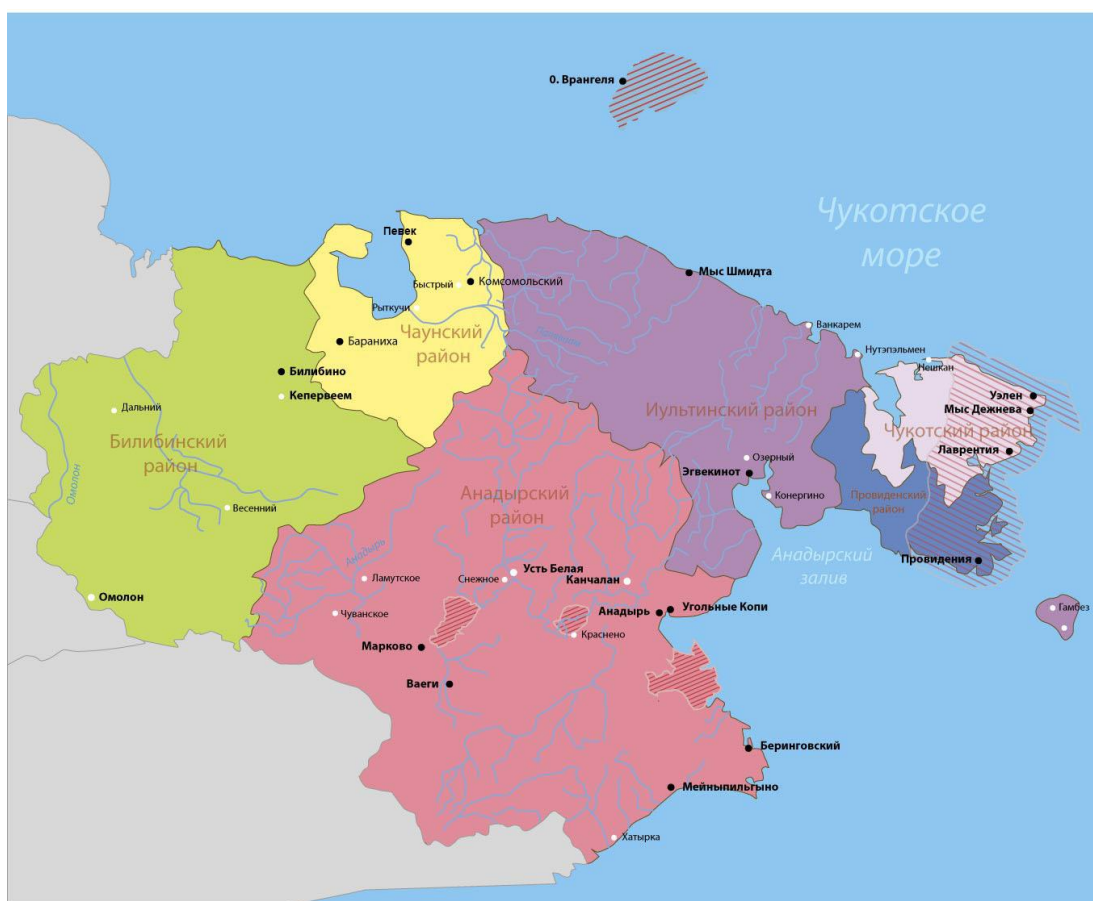 О. Врангеля
Чукотское
море
Певек
Мыс Шмидта
Быстрый
Комсомольский
Рыткучи
Ванкарем
Чаунский
район
Бараниха
Нутэпэльмен
Нешкан
Билибино
Кепервеем
Уэлен
Дальний
Иультинский район
Мыс Дежнева
Чукотский район
Билибинский
район
Лаврентия
Озерный
Эгвекинот
Омолон
Анадырский
район
Конергино
Провиденский
район
Весенний
Анадырь
Анадырский
залив
Провидения
Усть Белая
Ламутское
Снежное
Канчалан
Омолон
Гамбез
Чуванское
Анадырь
Угольные Копи
Краснено
Марково
Ваеги
Беринговский
Мейныпильгыно
Хатырка